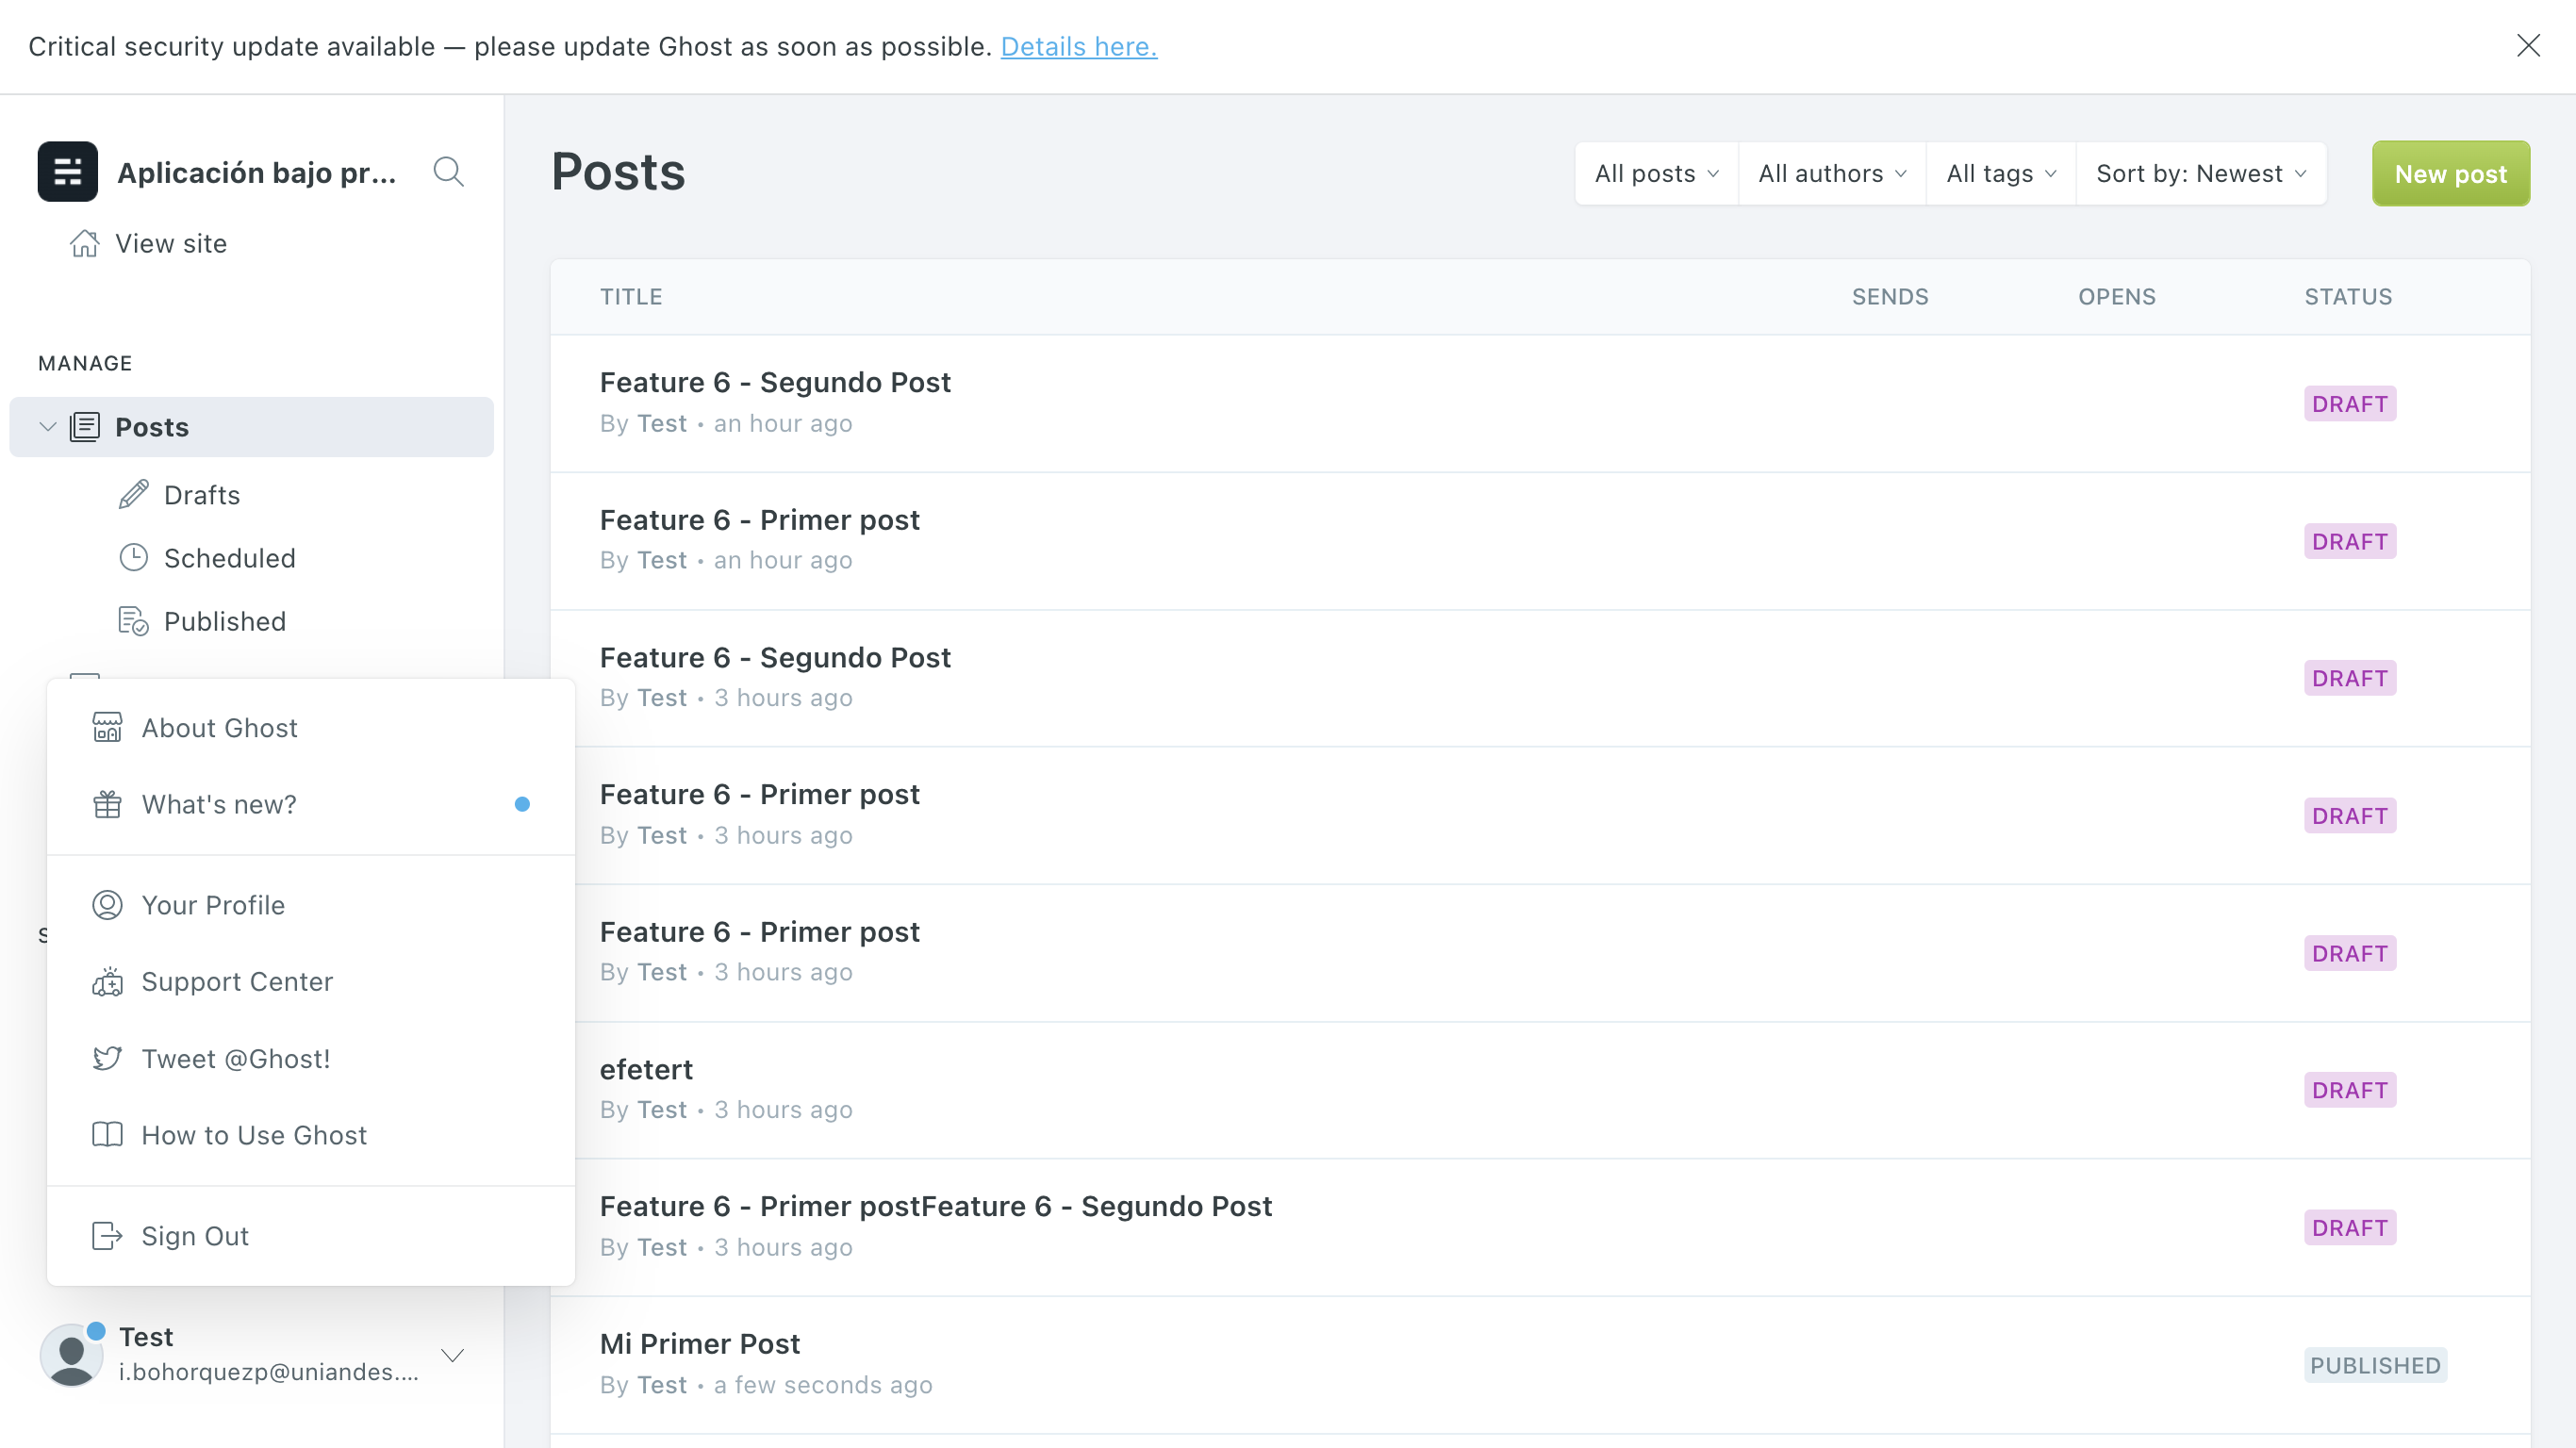 Critical security update available — please update Ghost as soon as possible. Details here.
Aplicación bajo pr...
View site
MANAGE
Posts
Drafts
Scheduled
Published
About Ghost
What's new?
Your Profile
Support Center
Tweet @Ghost!
How to Use Ghost
Sign Out
Test
i.bohorquezp@uniandes....
Posts
All posts
All authors
All tags
Sort by: Newest
New post
TITLE SENDS OPENS STATUS
Feature 6 - Segundo Post
By Test • an hour ago
DRAFT
Feature 6 - Primer post
By Test • an hour ago
DRAFT
Feature 6 - Segundo Post
By Test • 3 hours ago
DRAFT
Feature 6 - Primer post
By Test • 3 hours ago
DRAFT
Feature 6 - Primer post
By Test • 3 hours ago
DRAFT
efetert
By Test • 3 hours ago
DRAFT
Feature 6 - Primer postFeature 6 - Segundo Post
By Test • 3 hours ago
DRAFT
Mi Primer Post
By Test • a few seconds ago
PUBLISHED